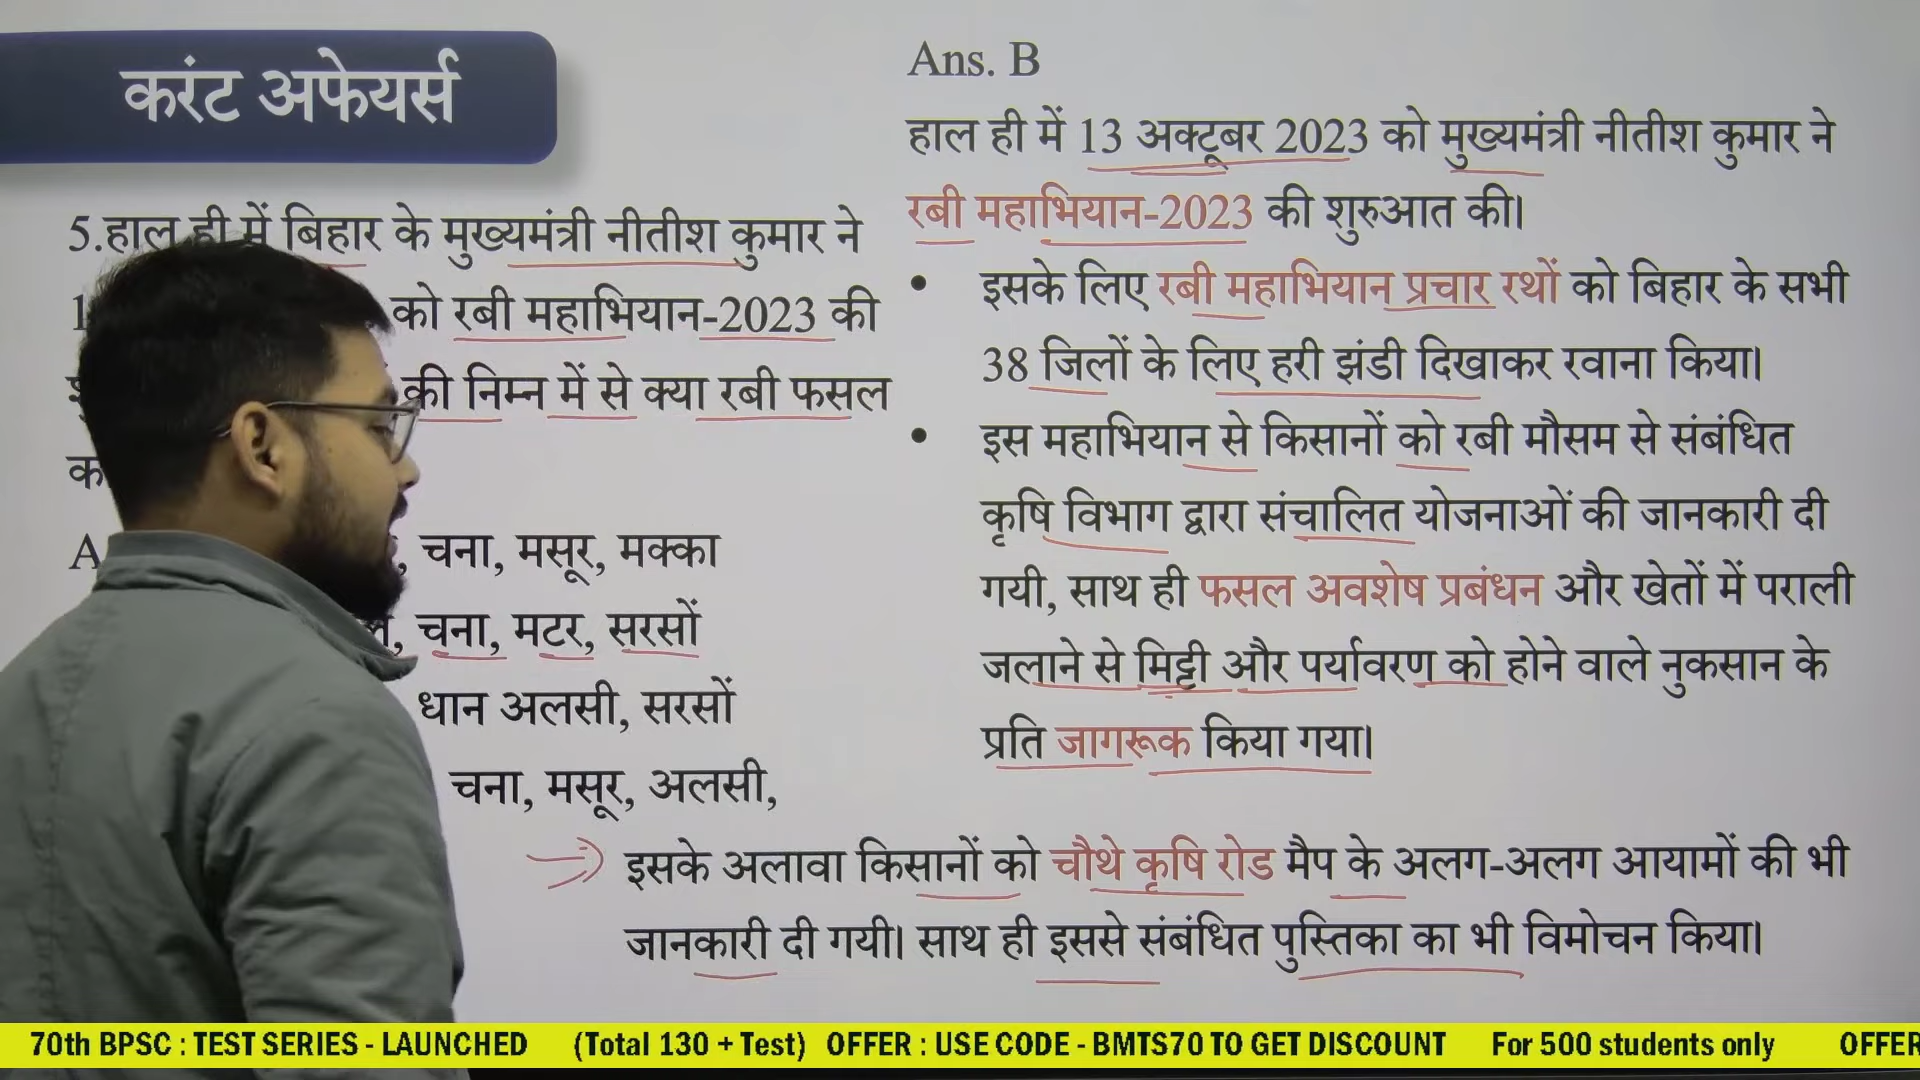 करंट अफेयर्स
5.हाल ही में बिहार के मुख्यमंत्री नीतीश कुमार ने
को रबी महाभियान-2023 की
की निम्न में से क्या रबी फसल
A
चना, मसूर, मक्का
चना, मटर, सरसों
धान अलसी, सरसों
चना, मसूर, अलसी,
Ans. B
हाल ही में 13 अक्टूबर 2023 को मुख्यमंत्री नीतीश कुमार ने
रबी महाभियान-2023 की शुरुआत की।
• इसके लिए रबी महाभियान प्रचार रथों को बिहार के सभी
38 जिलों के लिए हरी झंडी दिखाकर रवाना किया।
• इस महाभियान से किसानों को रबी मौसम से संबंधित
कृषि विभाग द्वारा संचालित योजनाओं की जानकारी दी
गयी, साथ ही फसल अवशेष प्रबंधन और खेतों में पराली
जलाने से मिट्टी और पर्यावरण को होने वाले नुकसान के
प्रति जागरूक किया गया।
इसके अलावा किसानों को चौथे कृषि रोड मैप के अलग-अलग आयामों की भी
जानकारी दी गयी। साथ ही इससे संबंधित पुस्तिका का भी विमोचन किया।
70th BPSC : TEST SERIES - LAUNCHED (Total 130 + Test) OFFER : USE CODE - BMTS70 TO GET DISCOUNT For 500 students only OFFER